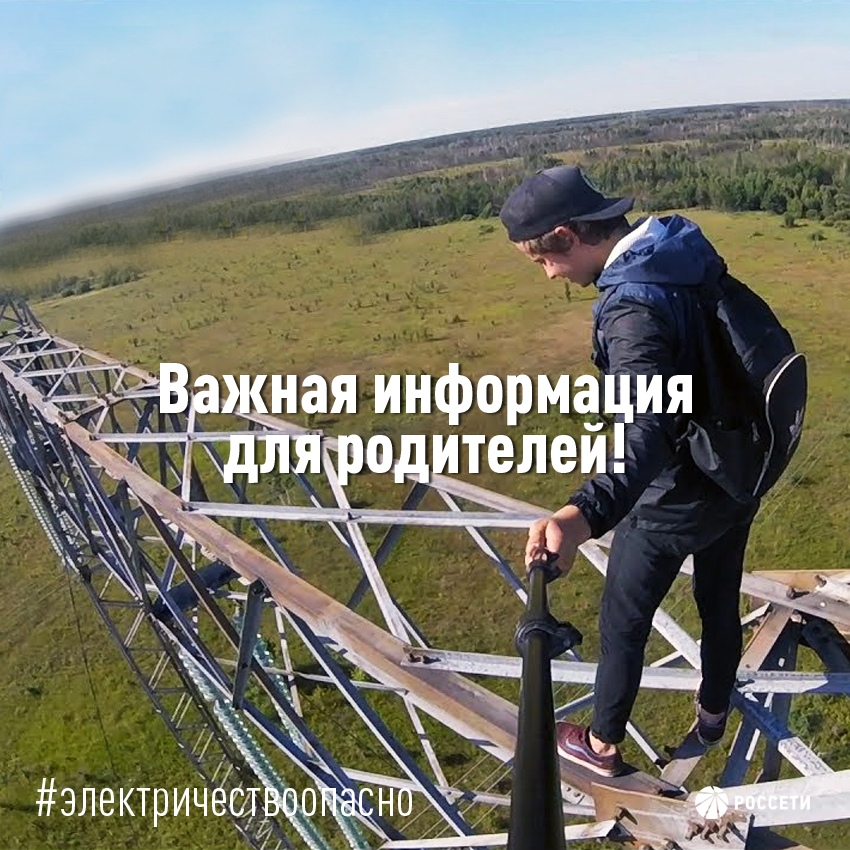 Важная информация
для родителей!
#электричествоопасно
РОССЕТИ